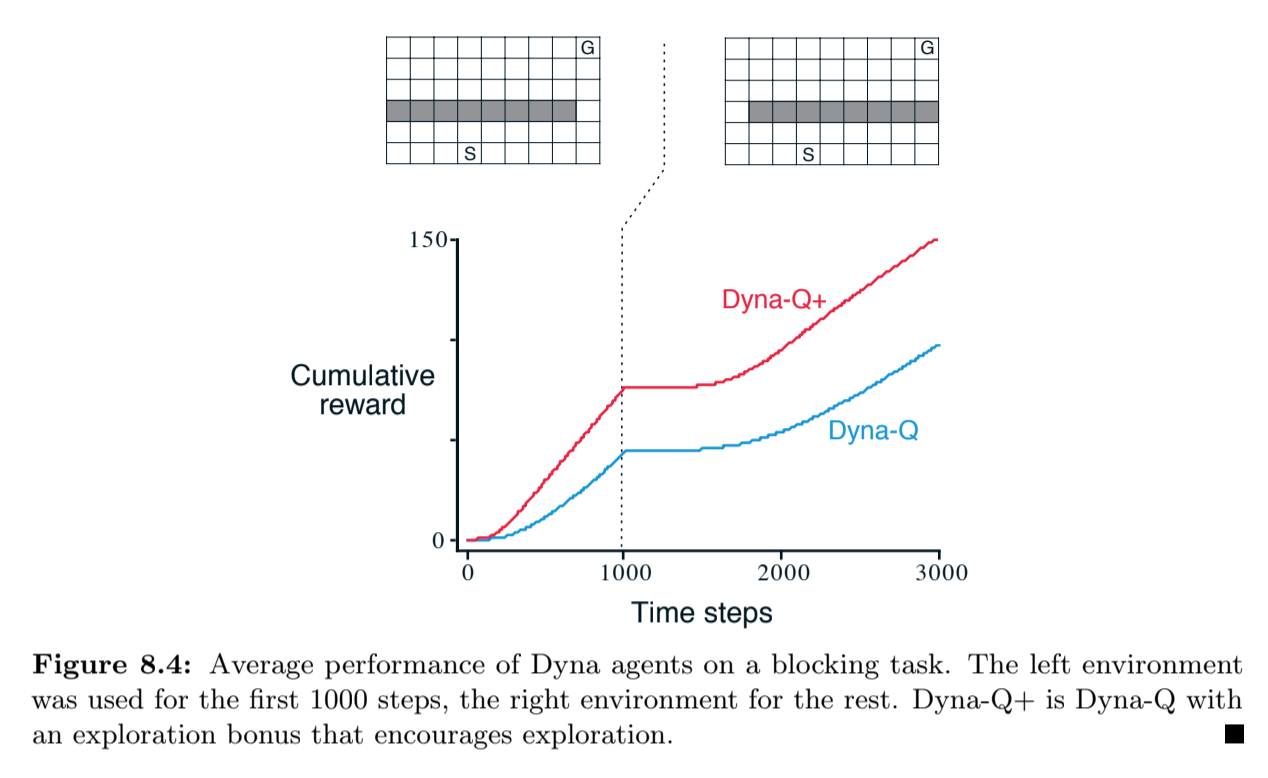 G
G
S
S
150
Dyna-Q+
Cumulative
reward
Dyna-Q
0
0 1000 2000 3000
Time steps
Figure 8.4: Average performance of Dyna agents on a blocking task. The left environment
was used for the first 1000 steps, the right environment for the rest. Dyna-Q+ is Dyna-Q with
an exploration bonus that encourages exploration.